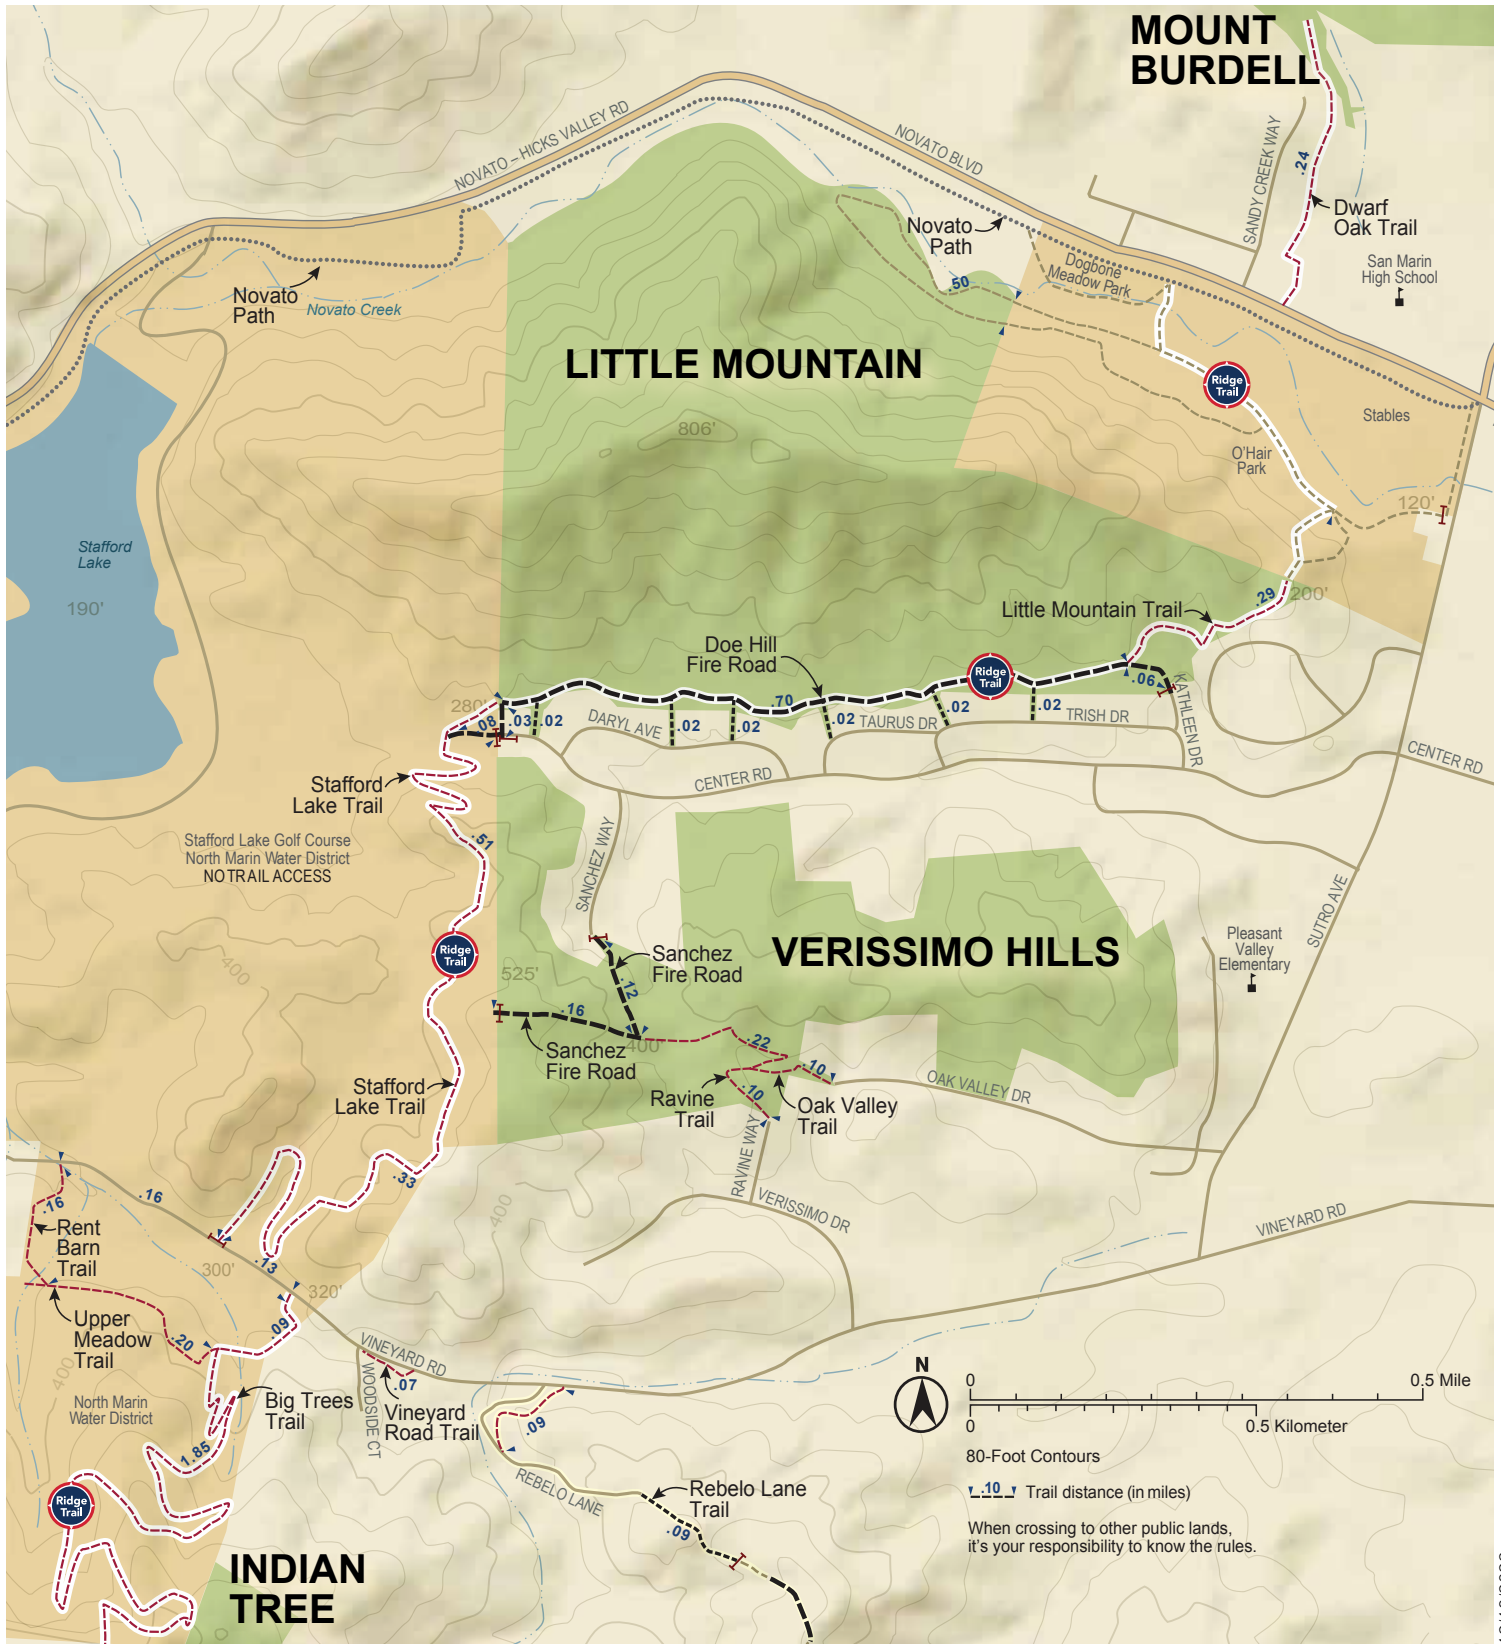 MOUNT
BURDELL
NOVATO – HICKS VALLEY RD
NOVATO BLVD
SANDY CREEK WAY
.24
Dwarf
Oak Trail
San Marin
High School
Novato
Path
Novato
Path
Novato Creek
Dogbone
Meadow Park
.50
LITTLE MOUNTAIN
Ridge
Trail
Stables
806'
O'Hair
Park
120'
Stafford
Lake
190'
.29
200'
Little Mountain Trail
Doe Hill
Fire Road
Ridge
Trail
.06
KATHLEEN DR
280'
.08
.03
.02
DARYL AVE
.02
.02
.70
.02
TAURUS DR
.02
.02
TRISH DR
CENTER RD
CENTER RD
Stafford
Lake Trail
.51
Stafford Lake Golf Course
North Marin Water District
NO TRAIL ACCESS
SANCHEZ WAY
SUTRO AVE
Pleasant
Valley
Elementary
Ridge
Trail
400
525'
Sanchez
Fire Road
VERISSIMO HILLS
.12
.16
400'
Sanchez
Fire Road
.22
.10
Ravine
Trail
.10
Oak Valley
Trail
OAK VALLEY DR
Stafford
Lake Trail
RAVINE WAY
VERISSIMO DR
VINEYARD RD
.33
400
.16
.16
Rent
Barn
Trail
.13
300'
320'
Upper
Meadow
Trail
.20
.09
400
North Marin
Water District
Big Trees
Trail
1.85
VINEYARD RD
WOODSIDE CT
.07
Vineyard
Road Trail
.09
REBELO LANE
Rebelo Lane
Trail
.09
Ridge
Trail
INDIAN
TREE
N
0
0.5 Mile
0
0.5 Kilometer
80-Foot Contours
.10
Trail distance (in miles)
When crossing to other public lands,
it's your responsibility to know the rules.